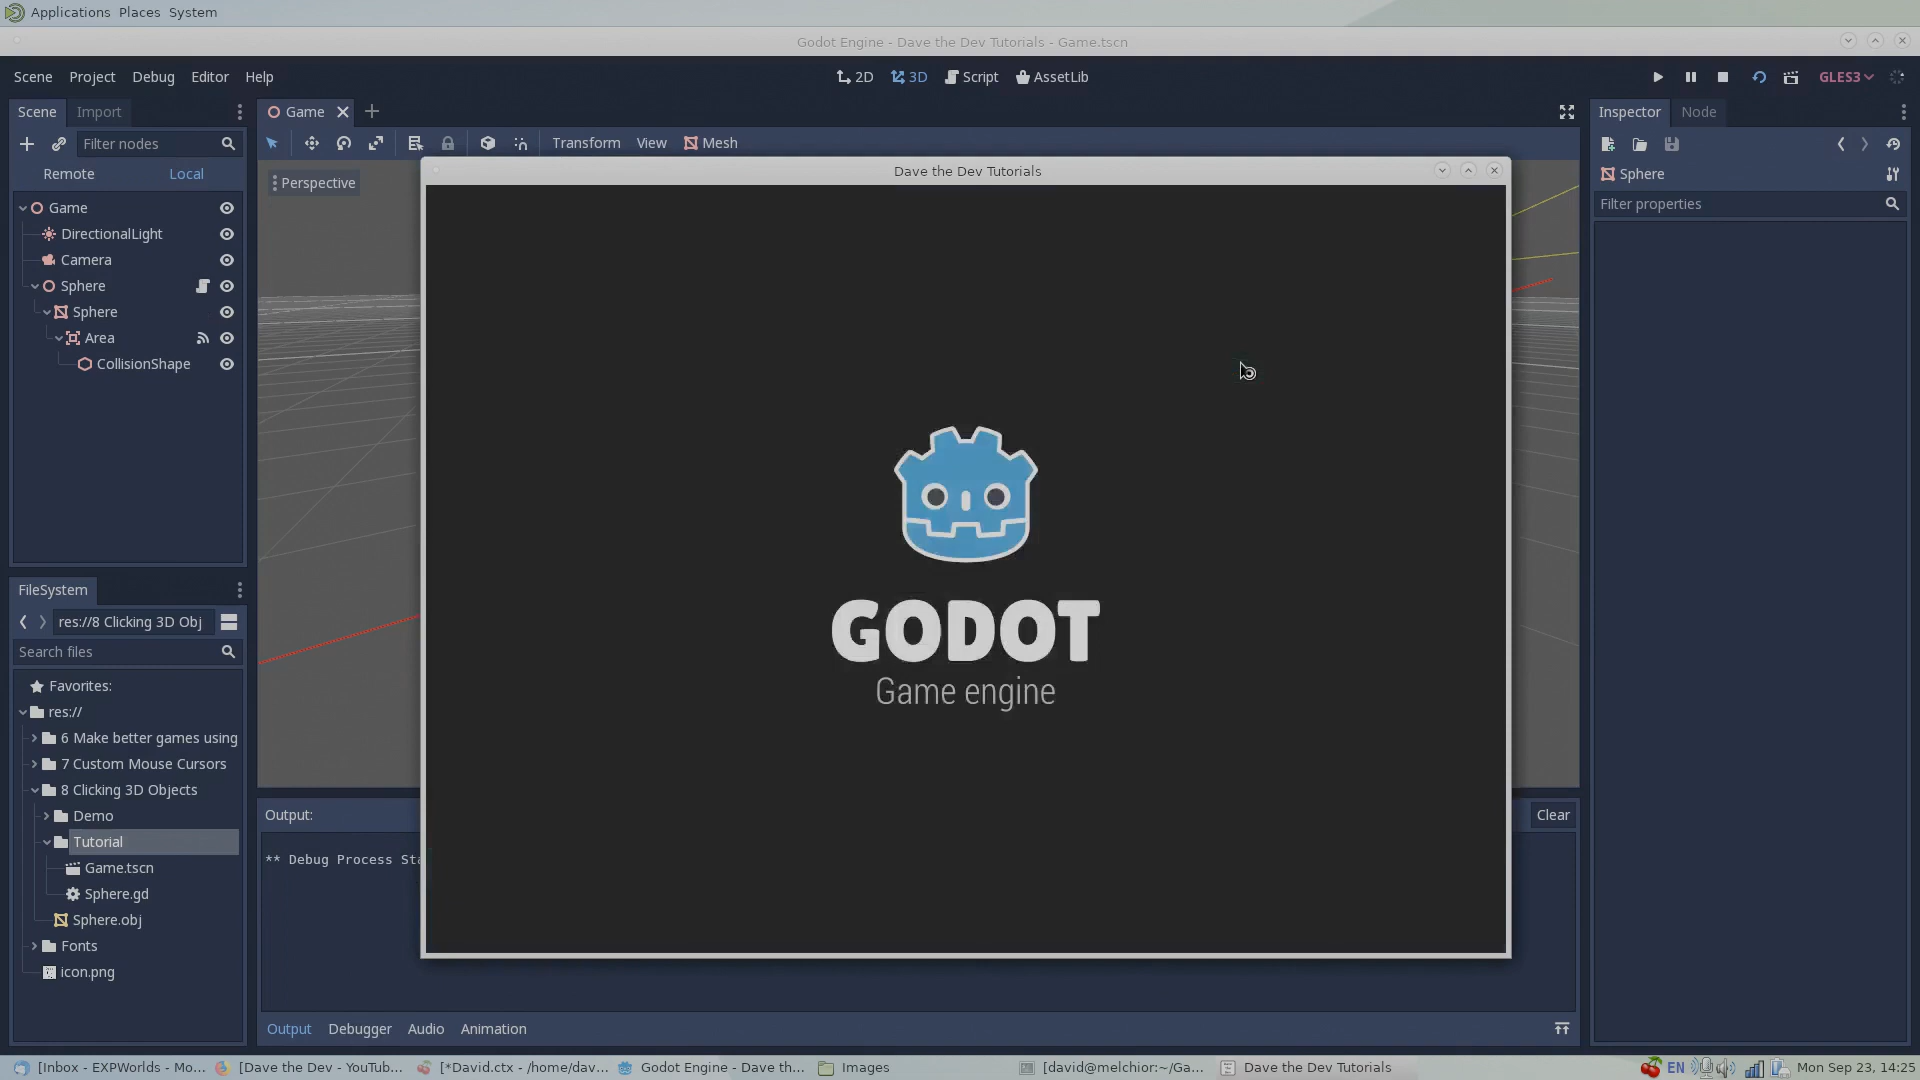 Applications Places System
Godot Engine - Dave the Dev Tutorials - Game.tscn
Scene Project Debug Editor Help
2D 3D Script AssetLib
GLES3
Scene Import
Game
Inspector Node
Filter nodes
Transform View Mesh
Remote Local
Dave the Dev Tutorials
Perspective
Sphere
Filter properties
Game
DirectionalLight
Camera
Sphere
Sphere
Area
CollisionShape
GODOT
Game engine
FileSystem
res://8 Clicking 3D Obj
Search files
Favorites:
res://
6 Make better games using
7 Custom Mouse Cursors
8 Clicking 3D Objects
Demo
Tutorial
Game.tscn
Sphere.gd
Sphere.obj
Fonts
icon.png
Output:
Clear
** Debug Process Sta
Output Debugger Audio Animation
[Inbox - EXPWorlds - Mo... [Dave the Dev - YouTub... [*David.ctx - /home/dav... Godot Engine - Dave th... Images [david@melchior:~/Ga... Dave the Dev Tutorials EN Mon Sep 23, 14:25